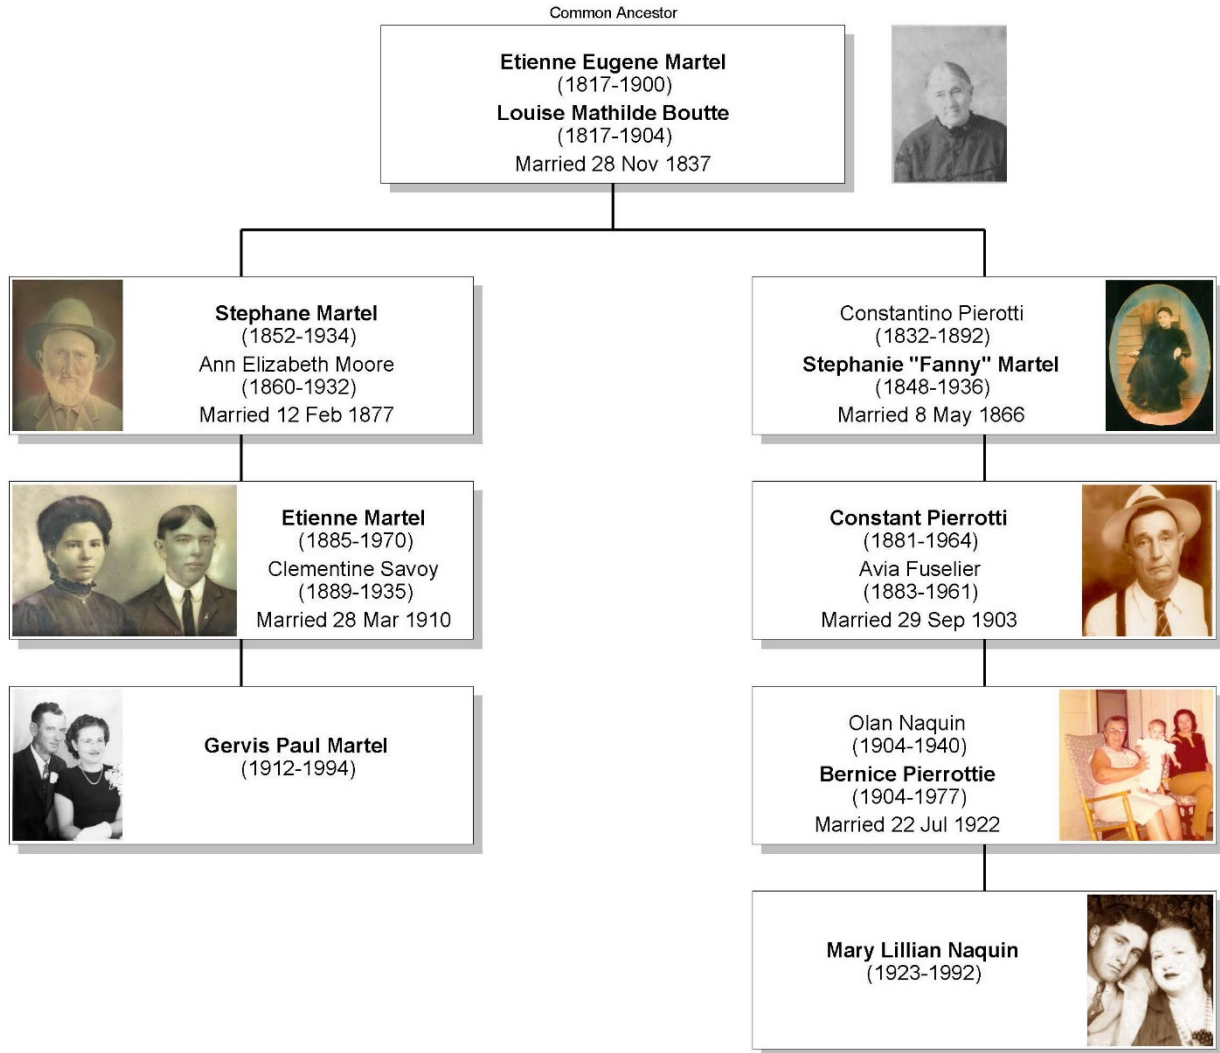 Common Ancestor
Etienne Eugene Martel
(1817-1900)
Louise Mathilde Boutte
(1817-1904)
Married 28 Nov 1837
Stephane Martel
(1852-1934)
Ann Elizabeth Moore
(1860-1932)
Married 12 Feb 1877
Constantino Pierotti
(1832-1892)
Stephanie "Fanny" Martel
(1848-1936)
Married 8 May 1866
Etienne Martel
(1885-1970)
Clementine Savoy
(1889-1935)
Married 28 Mar 1910
Constant Pierrotti
(1881-1964)
Avia Fuselier
(1883-1961)
Married 29 Sep 1903
Gervis Paul Martel
(1912-1994)
Olan Naquin
(1904-1940)
Bernice Pierrottie
(1904-1977)
Married 22 Jul 1922
Mary Lillian Naquin
(1923-1992)